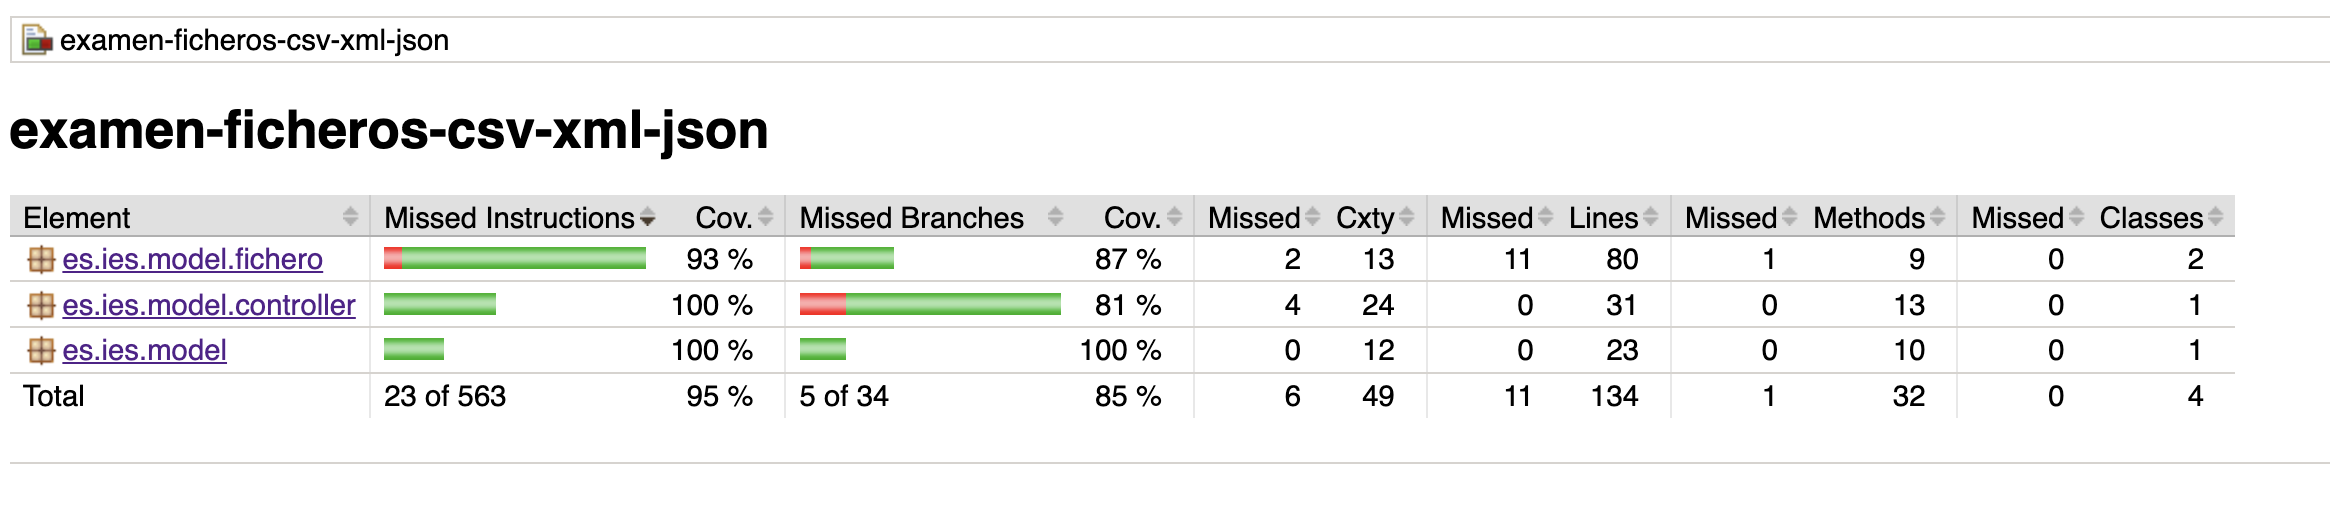 examen-ficheros-csv-xml-json
examen-ficheros-csv-xml-json
Element Missed Instructions Cov. Missed Branches Cov. Missed Cxty Missed Lines Missed Methods Missed Classes
es.ies.model.fichero 93 % 87 % 2 13 11 80 1 9 0 2
es.ies.model.controller 100 % 81 % 4 24 0 31 0 13 0 1
es.ies.model 100 % 100 % 0 12 0 23 0 10 0 1
Total 23 of 563 95 % 5 of 34 85 % 6 49 11 134 1 32 0 4